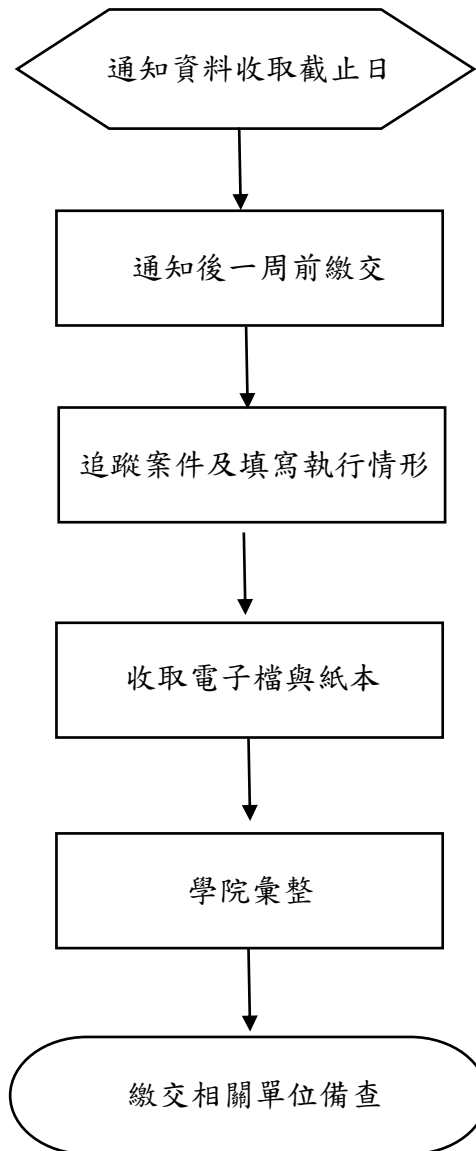 通知資料收取截止日
通知後一周前繳交
追蹤案件及填寫執行情形
收取電子檔與紙本
學院彙整
繳交相關單位備查